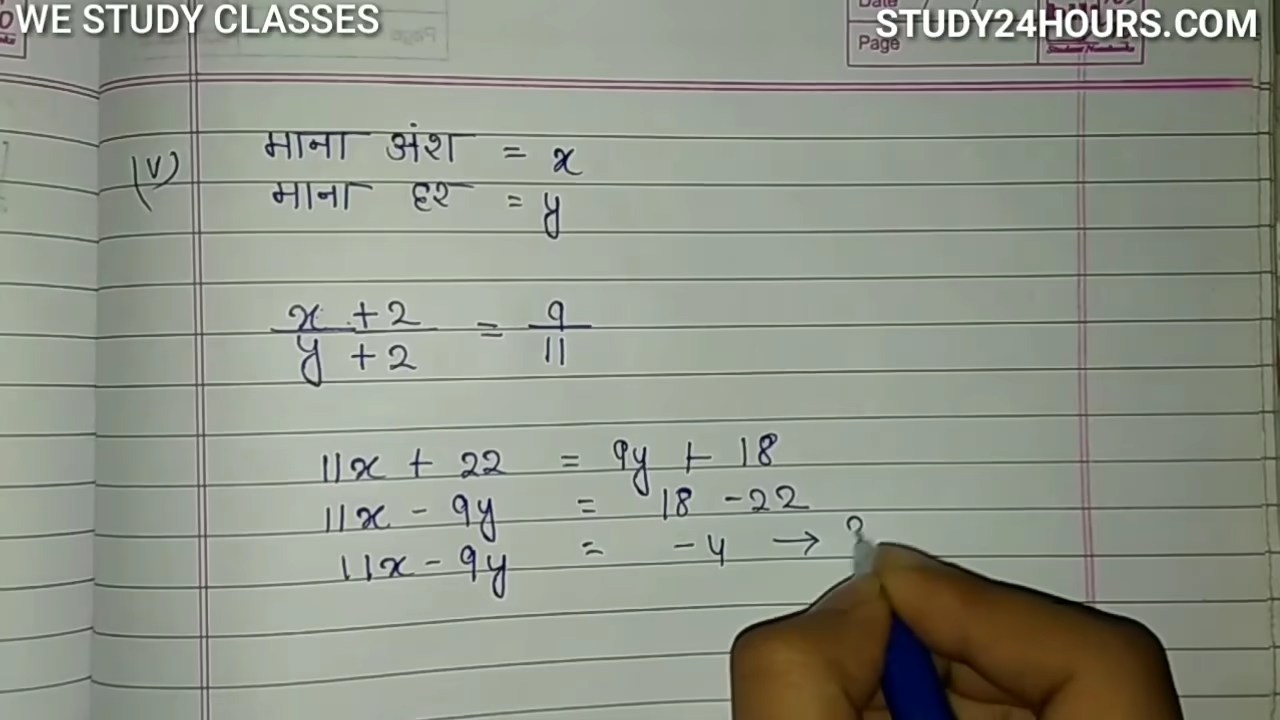 WE STUDY CLASSES
STUDY24HOURS.COM
Page
(v)
माना अंश = x
माना हर = y
x + 2 / y + 2 = 9 / 11
11x + 22 = 9y + 18
11x - 9y = 18 - 22
11x - 9y = -4 →